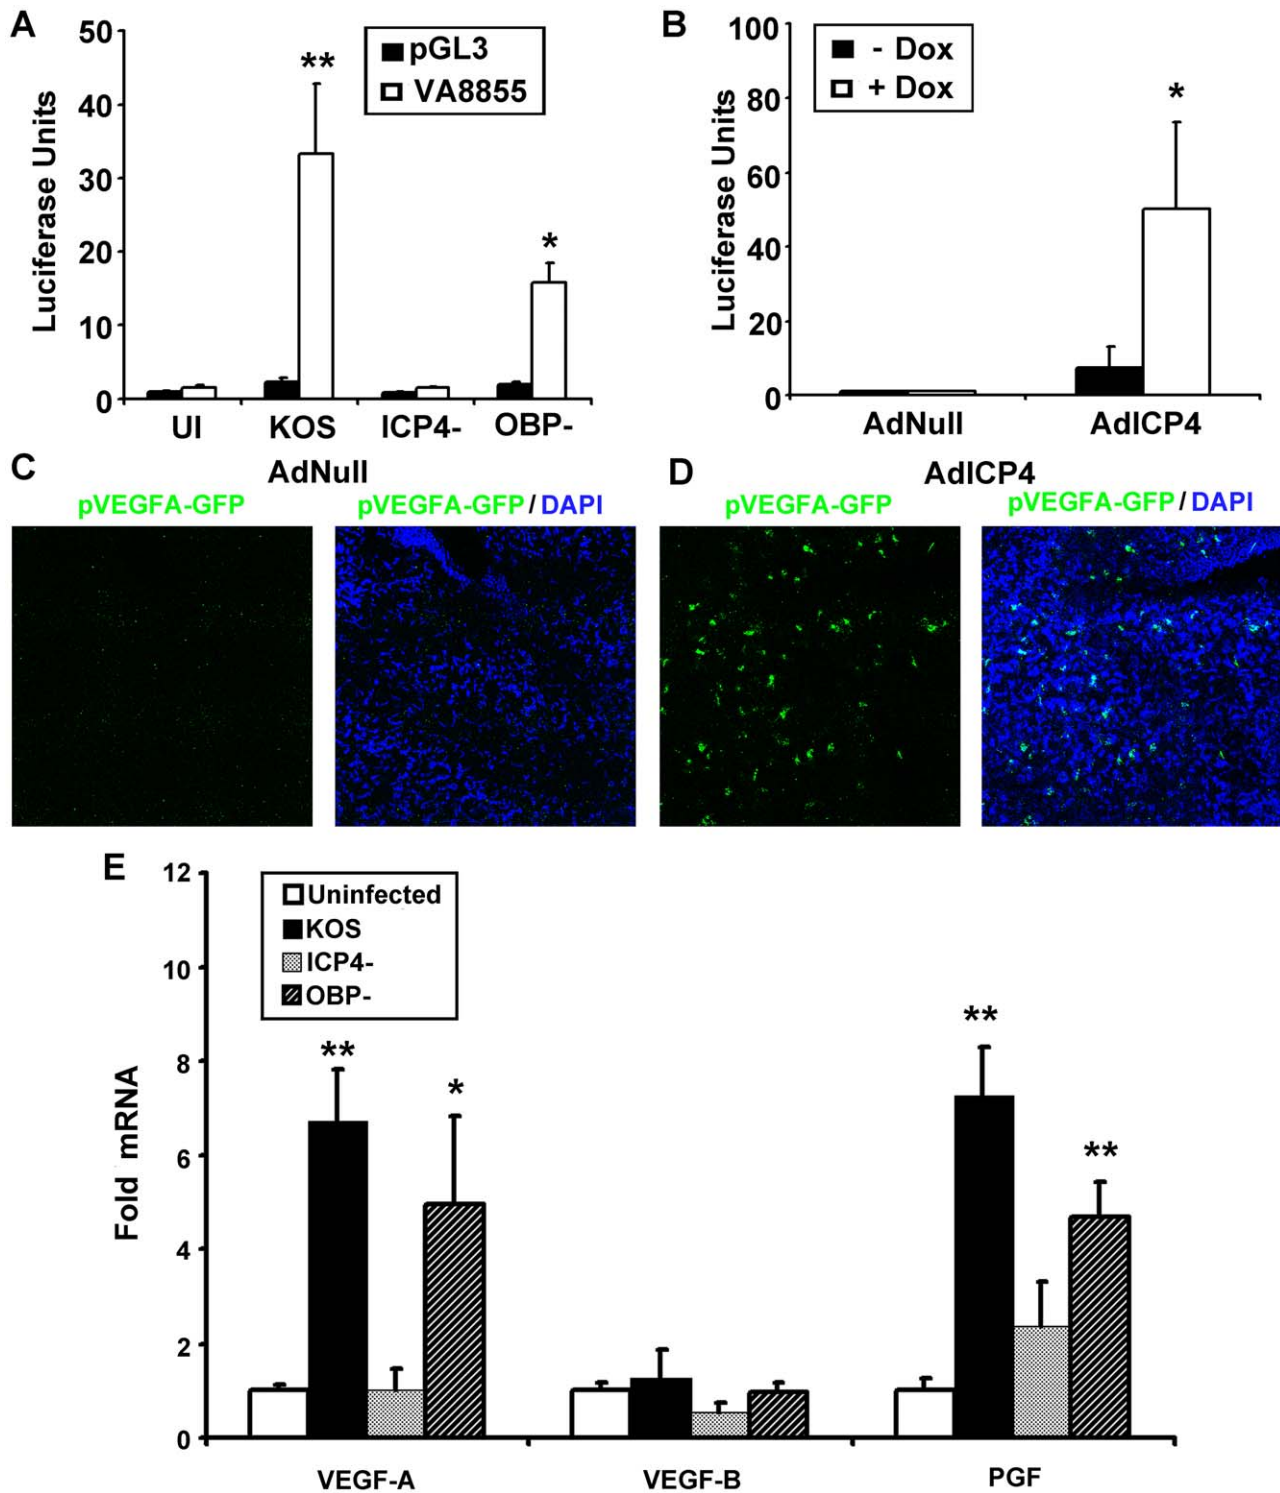 A
50
40
30
20
10
0
Luciferase Units
**
*
pGL3
VA8855
UI KOS ICP4- OBP-
B
100
80
60
40
20
0
Luciferase Units
- Dox
+ Dox
*
AdNull AdICP4
C
AdNull
pVEGFA-GFP
pVEGFA-GFP/DAPI
D
AdICP4
pVEGFA-GFP
pVEGFA-GFP/DAPI
E
12
10
8
6
4
2
0
Fold mRNA
Uninfected
KOS
ICP4-
OBP-
**
*
**
**
VEGF-A VEGF-B PGF